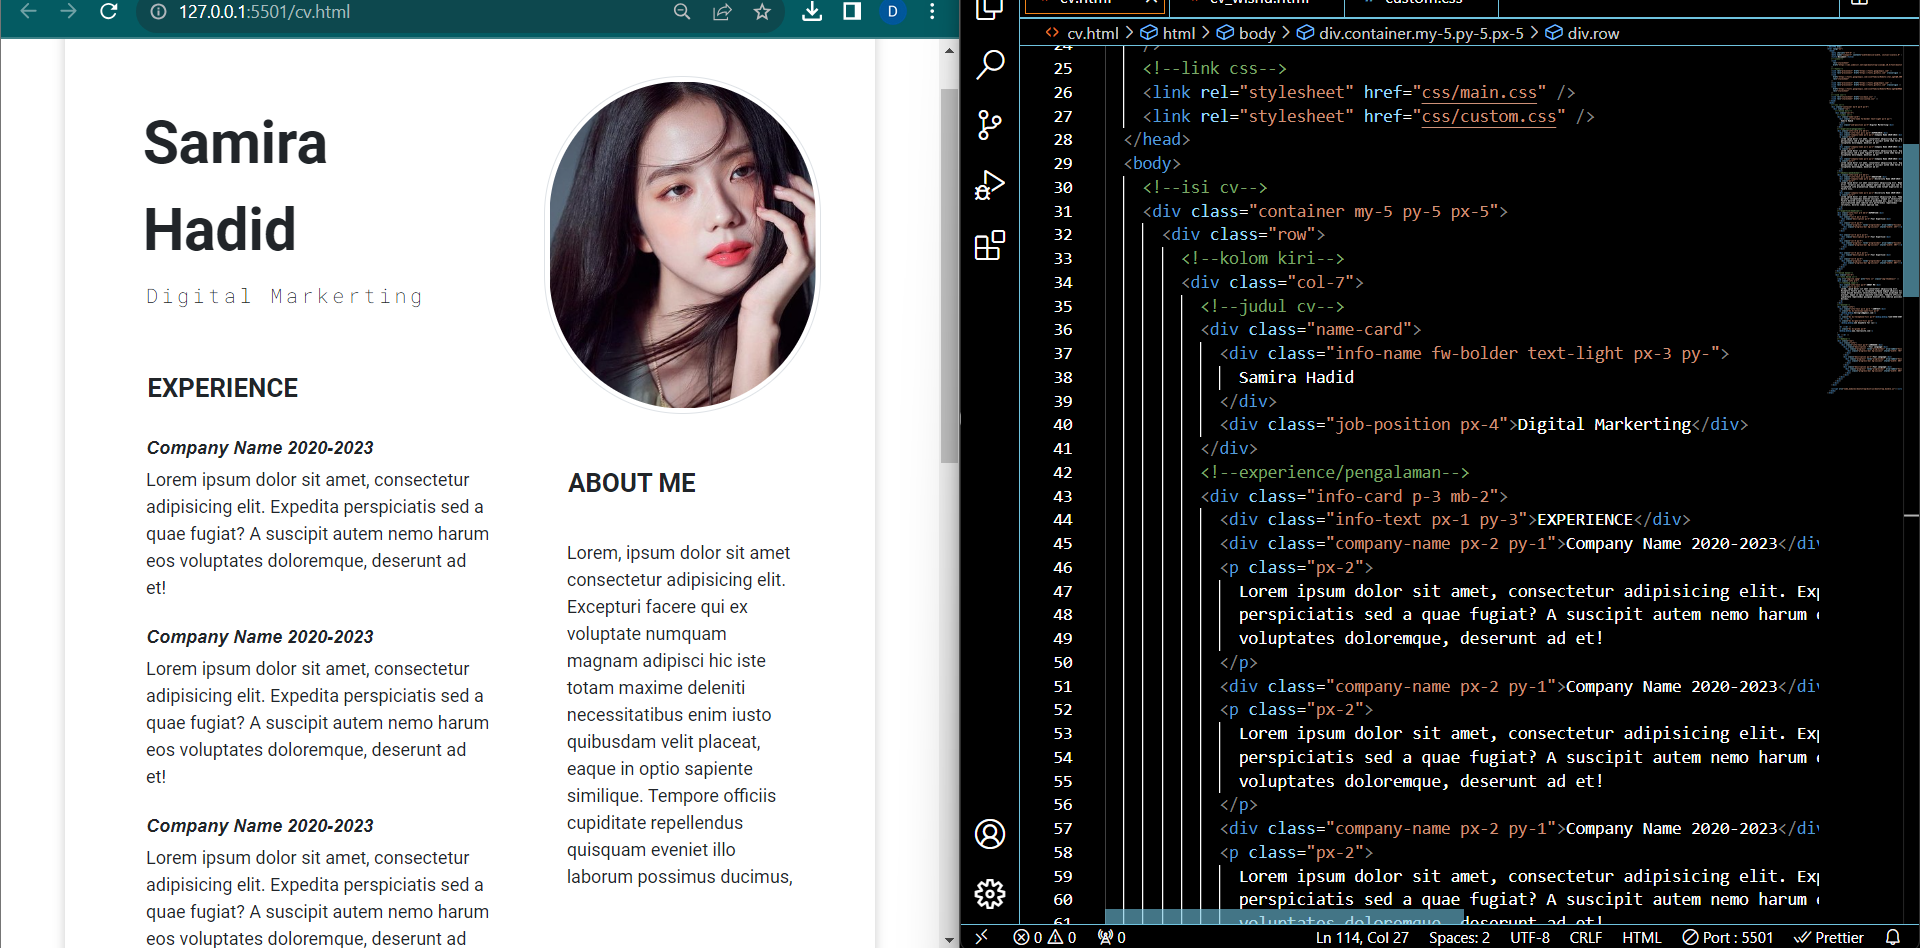 127.0.0.1:5501/cv.html
D
Samira
Hadid
Digital Markerting
EXPERIENCE
Company Name 2020-2023
Lorem ipsum dolor sit amet, consectetur
adipisicing elit. Expedita perspiciatis sed a
quae fugiat? A suscipit autem nemo harum
eos voluptates doloremque, deserunt ad
et!
Company Name 2020-2023
Lorem ipsum dolor sit amet, consectetur
adipisicing elit. Expedita perspiciatis sed a
quae fugiat? A suscipit autem nemo harum
eos voluptates doloremque, deserunt ad
et!
Company Name 2020-2023
Lorem ipsum dolor sit amet, consectetur
adipisicing elit. Expedita perspiciatis sed a
quae fugiat? A suscipit autem nemo harum
eos voluptates doloremque, deserunt ad
ABOUT ME
Lorem, ipsum dolor sit amet
consectetur adipisicing elit.
Excepturi facere qui ex
voluptate numquam
magnam adipisci hic iste
totam maxime deleniti
necessitatibus enim iusto
quibusdam velit placeat,
eaque in optio sapiente
similique. Tempore officiis
cupiditate repellendus
quisquam eveniet illo
laborum possimus ducimus,
cv.html cv_wisnu.html custom.css
cv.html > html > body > div.container.my-5.py-5.px-5 > div.row
24 />
25 <!--link css-->
26 <link rel="stylesheet" href="css/main.css" />
27 <link rel="stylesheet" href="css/custom.css" />
28 </head>
29 <body>
30 <!--isi cv-->
31 <div class="container my-5 py-5 px-5">
32 <div class="row">
33 <!--kolom kiri-->
34 <div class="col-7">
35 <!--judul cv-->
36 <div class="name-card">
37 <div class="info-name fw-bolder text-light px-3 py-">
38 Samira Hadid
39 </div>
40 <div class="job-position px-4">Digital Markerting</div>
41 </div>
42 <!--experience/pengalaman-->
43 <div class="info-card p-3 mb-2">
44 <div class="info-text px-1 py-3">EXPERIENCE</div>
45 <div class="company-name px-2 py-1">Company Name 2020-2023</div
46 <p class="px-2">
47 Lorem ipsum dolor sit amet, consectetur adipisicing elit. Exp
48 perspiciatis sed a quae fugiat? A suscipit autem nemo harum e
49 voluptates doloremque, deserunt ad et!
50 </p>
51 <div class="company-name px-2 py-1">Company Name 2020-2023</div
52 <p class="px-2">
53 Lorem ipsum dolor sit amet, consectetur adipisicing elit. Exp
54 perspiciatis sed a quae fugiat? A suscipit autem nemo harum e
55 voluptates doloremque, deserunt ad et!
56 </p>
57 <div class="company-name px-2 py-1">Company Name 2020-2023</div
58 <p class="px-2">
59 Lorem ipsum dolor sit amet, consectetur adipisicing elit. Exp
60 perspiciatis sed a quae fugiat? A suscipit autem nemo harum e
61 voluptates doloremque, deserunt ad et!
0 0 0 Ln 114, Col 27 Spaces: 2 UTF-8 CRLF HTML Port : 5501 Prettier